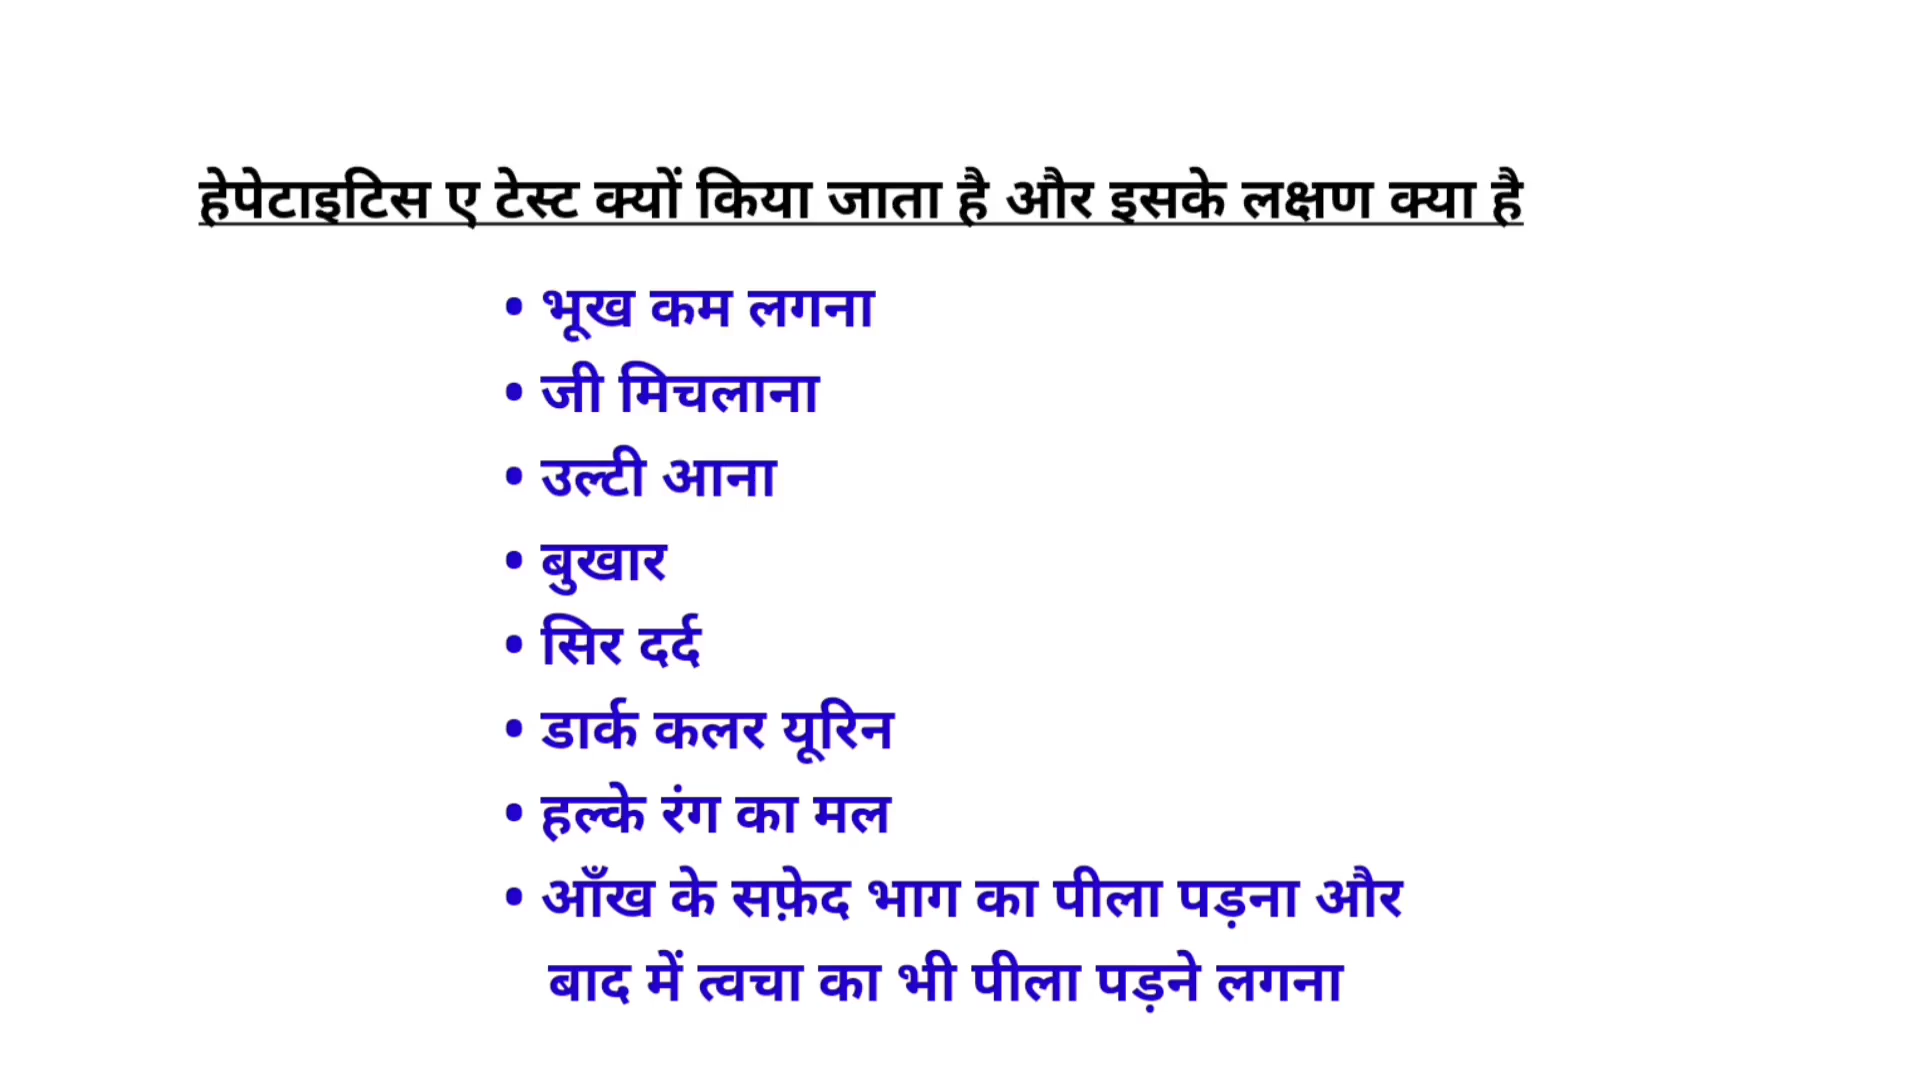 हेपेटाइटिस ए टेस्ट क्यों किया जाता है और इसके लक्षण क्या है
• भूख कम लगना
• जी मिचलाना
• उल्टी आना
• बुखार
• सिर दर्द
• डार्क कलर यूरिन
• हल्के रंग का मल
• आँख के सफ़ेद भाग का पीला पड़ना और
बाद में त्वचा का भी पीला पड़ने लगना